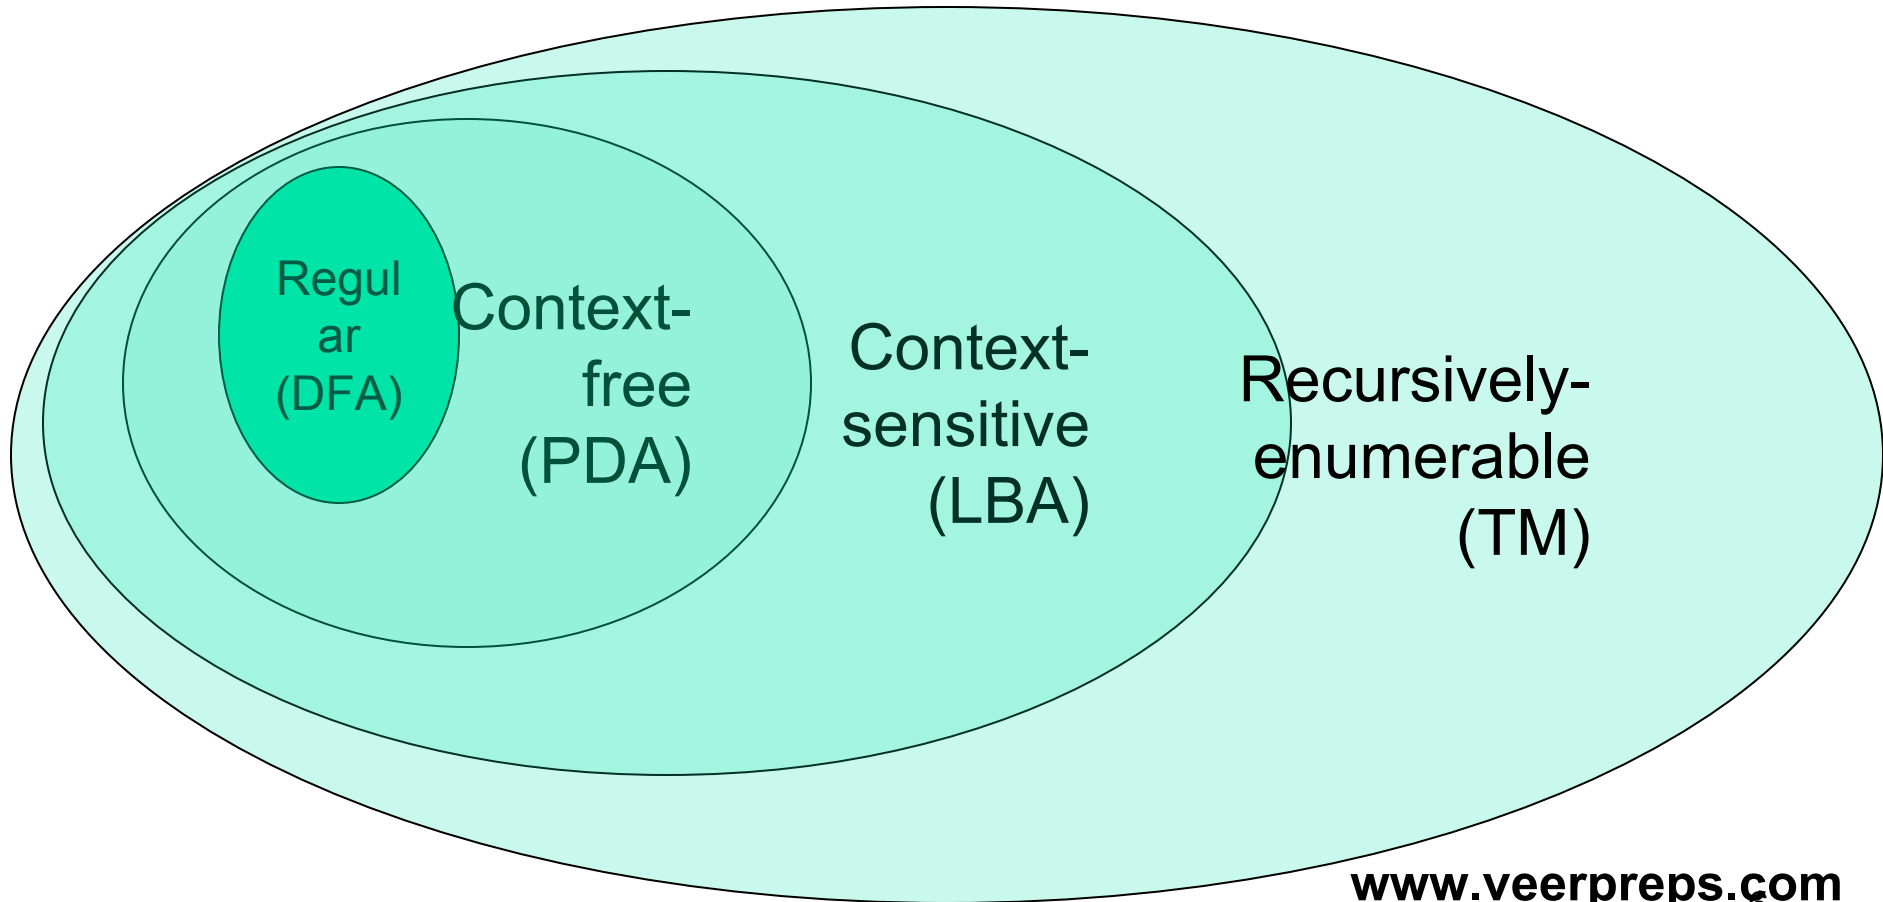 Regul
ar
(DFA)
Context-
free
(PDA)
Context-
sensitive
(LBA)
Recursively-
enumerable
(TM)
www.veerpreps.com